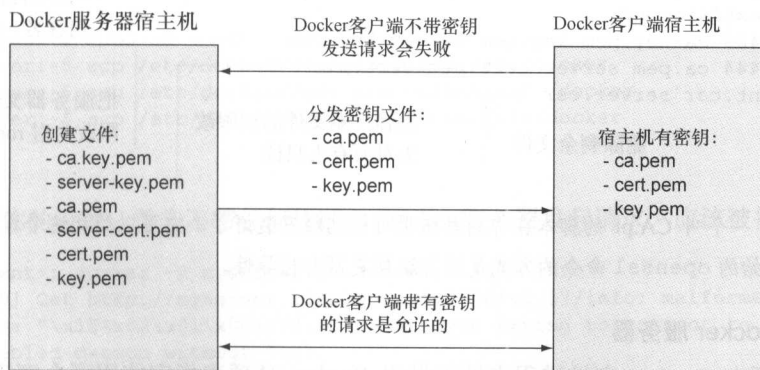 Docker服务器宿主机
Docker客户端不带密钥
发送请求会失败
Docker客户端宿主机
创建文件:
- ca.key.pem
- server-key.pem
- ca.pem
- server-cert.pem
- cert.pem
- key.pem
分发密钥文件:
- ca.pem
- cert.pem
- key.pem
宿主机有密钥:
- ca.pem
- cert.pem
- key.pem
Docker客户端带有密钥
的请求是允许的